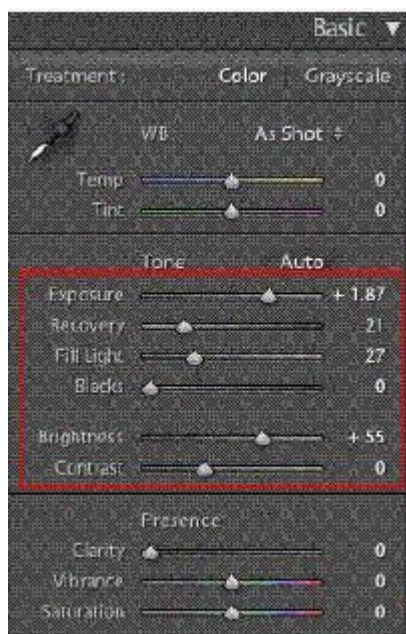 Basic
Treatment : Color Grayscale
WB As Shot
Temp 0
Tint 0
Tone Auto
Exposure + 1.87
Recovery 21
Fill Light 27
Blacks 0
Brightness + 55
Contrast 0
Presence
Clarity 0
Vibrance 0
Saturation 0